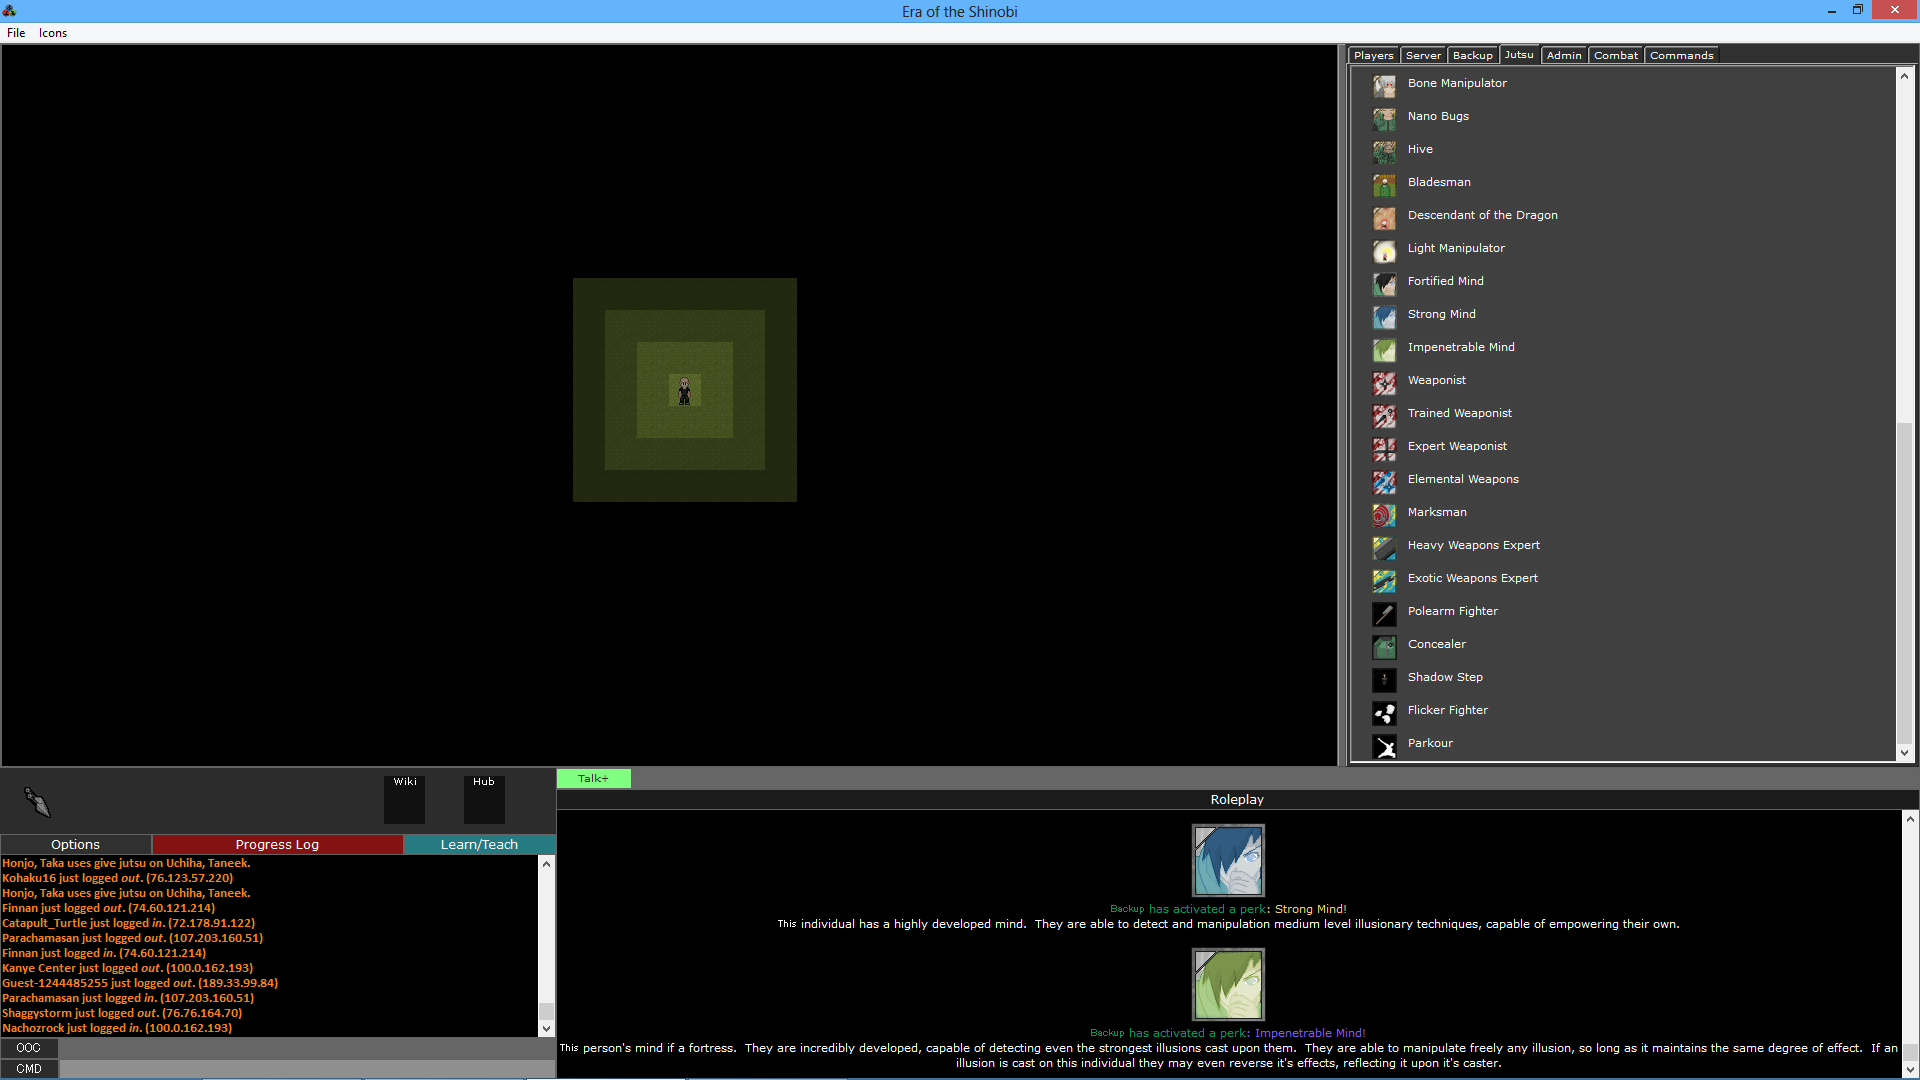 Era of the Shinobi
File Icons
Players Server Backup Jutsu Admin Combat Commands
Bone Manipulator
Nano Bugs
Hive
Bladesman
Descendant of the Dragon
Light Manipulator
Fortified Mind
Strong Mind
Impenetrable Mind
Weaponist
Trained Weaponist
Expert Weaponist
Elemental Weapons
Marksman
Heavy Weapons Expert
Exotic Weapons Expert
Polearm Fighter
Concealer
Shadow Step
Flicker Fighter
Parkour
Wiki Hub
Options Progress Log Learn/Teach
Honjo, Taka uses give jutsu on Uchiha, Taneek.
Kohaku16 just logged out. (76.123.57.220)
Honjo, Taka uses give jutsu on Uchiha, Taneek.
Finnan just logged out. (74.60.121.214)
Catapult_Turtle just logged in. (72.178.91.122)
Parachamasan just logged out. (107.203.160.51)
Finnan just logged in. (74.60.121.214)
Kanye Center just logged out. (100.0.162.193)
Guest-1244485255 just logged out. (189.33.99.84)
Parachamasan just logged in. (107.203.160.51)
Shaggystorm just logged out. (76.76.164.70)
Nachozrock just logged in. (100.0.162.193)
OOC
CMD
Talk+
Roleplay
Backup has activated a perk: Strong Mind!
This individual has a highly developed mind. They are able to detect and manipulation medium level illusionary techniques, capable of empowering their own.
Backup has activated a perk: Impenetrable Mind!
This person's mind if a fortress. They are incredibly developed, capable of detecting even the strongest illusions cast upon them. They are able to manipulate freely any illusion, so long as it maintains the same degree of effect. If an
illusion is cast on this individual they may even reverse it's effects, reflecting it upon it's caster.